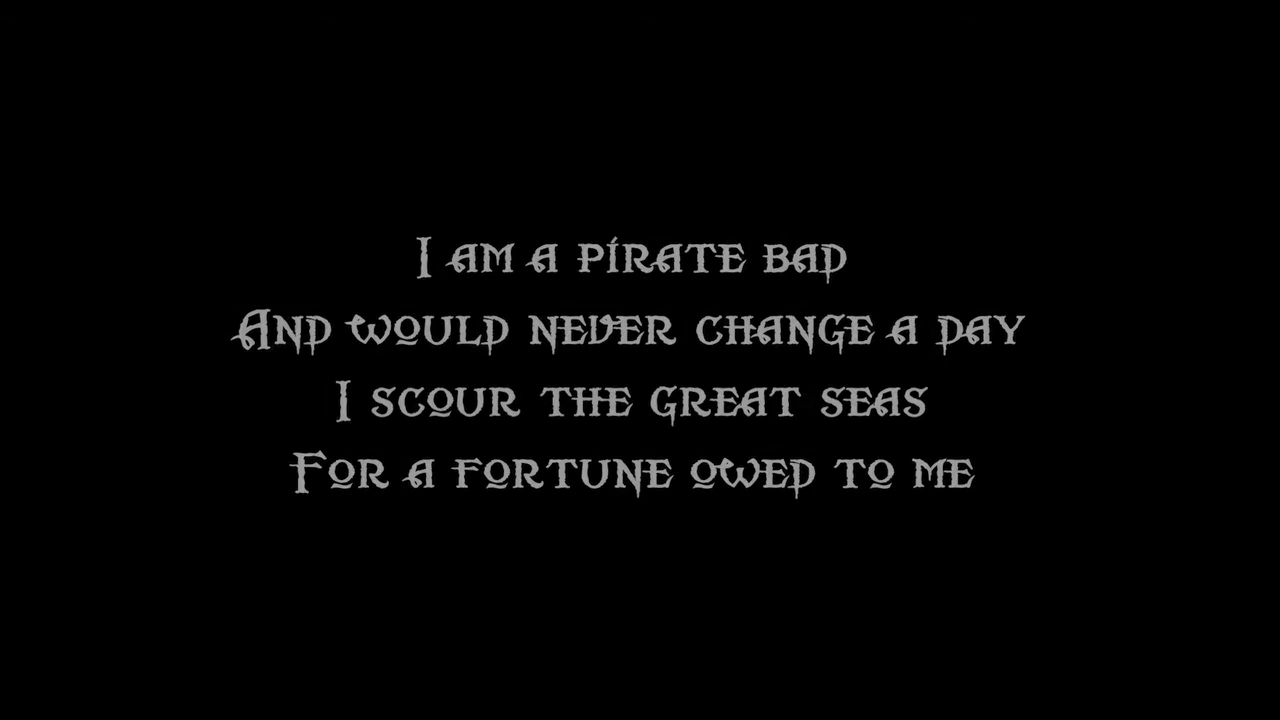 I am a pirate bad
And would never change a day
I scour the great seas
For a fortune owed to me